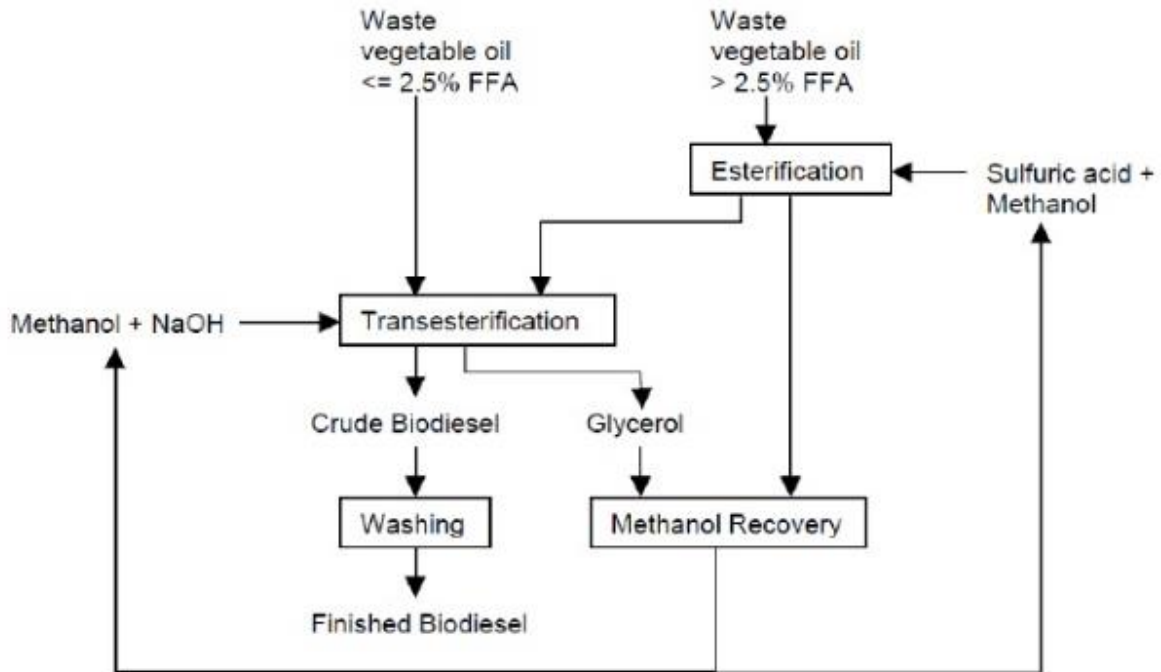 Waste
vegetable oil
<= 2.5% FFA
Waste
vegetable oil
> 2.5% FFA
Esterification
Sulfuric acid +
Methanol
Methanol + NaOH
Transesterification
Crude Biodiesel
Glycerol
Washing
Methanol Recovery
Finished Biodiesel